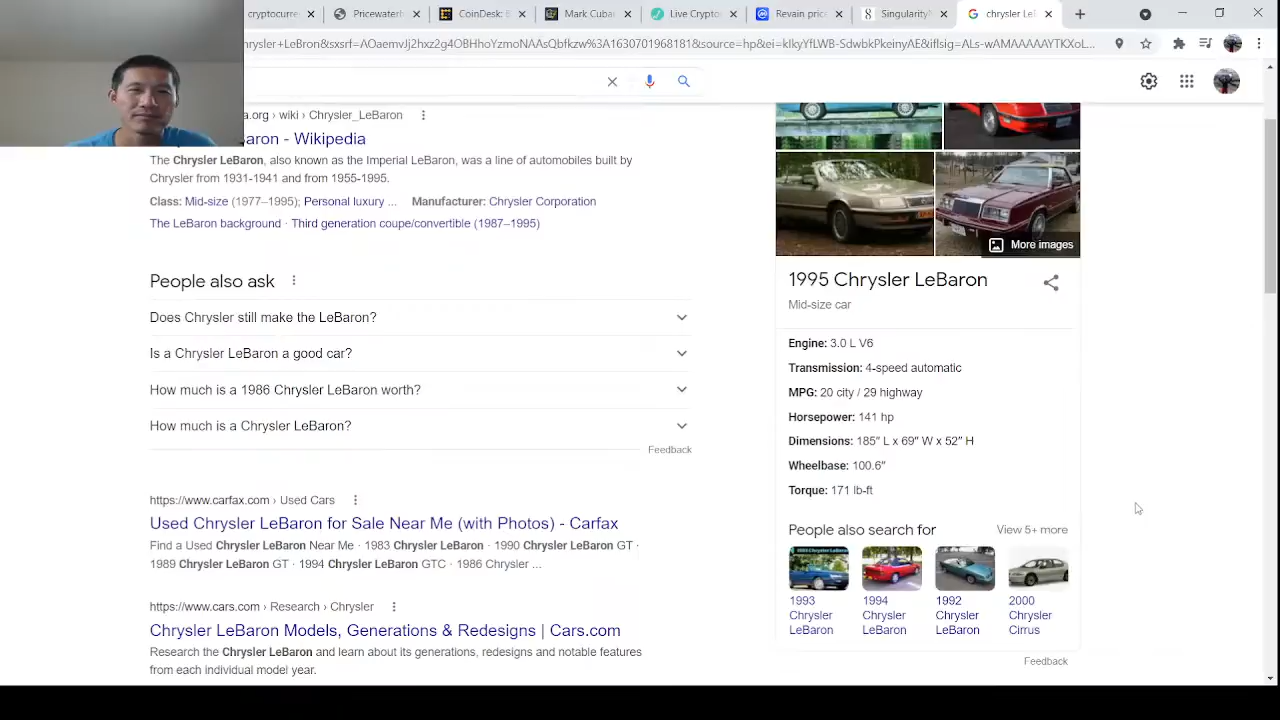 cryptocurre
Pricewaterh
CoinDesk: B
Mark Cuban
Live Crypto
Revain price
Singularity
chrysler LeB
hrysler+LeBron&sxsrf=AOaemvJj2hxz2g4OBHhoYzmoNAAsQbfkzw%3A1630701968181&source=hp&ei=kIkyYfLWB-SdwbkPkeinyAE&iflsig=ALs-wAMAAAAAYTKXoL...
a.org › wiki › Chrysler_LeBaron
aron - Wikipedia
The Chrysler LeBaron, also known as the Imperial LeBaron, was a line of automobiles built by
Chrysler from 1931-1941 and from 1955-1995.
Class: Mid-size (1977–1995); Personal luxury ... Manufacturer: Chrysler Corporation
The LeBaron background · Third generation coupe/convertible (1987–1995)
People also ask
Does Chrysler still make the LeBaron?
Is a Chrysler LeBaron a good car?
How much is a 1986 Chrysler LeBaron worth?
How much is a Chrysler LeBaron?
Feedback
https://www.carfax.com › Used Cars
Used Chrysler LeBaron for Sale Near Me (with Photos) - Carfax
Find a Used Chrysler LeBaron Near Me · 1983 Chrysler LeBaron · 1990 Chrysler LeBaron GT ·
1989 Chrysler LeBaron GT · 1994 Chrysler LeBaron GTC · 1986 Chrysler ...
https://www.cars.com › Research › Chrysler
Chrysler LeBaron Models, Generations & Redesigns | Cars.com
Research the Chrysler LeBaron and learn about its generations, redesigns and notable features
from each individual model year.
More images
1995 Chrysler LeBaron
Mid-size car
Engine: 3.0 L V6
Transmission: 4-speed automatic
MPG: 20 city / 29 highway
Horsepower: 141 hp
Dimensions: 185″ L x 69″ W x 52″ H
Wheelbase: 100.6″
Torque: 171 lb-ft
People also search for
View 5+ more
1993
Chrysler
LeBaron
1994
Chrysler
LeBaron
1992
Chrysler
LeBaron
2000
Chrysler
Cirrus
Feedback